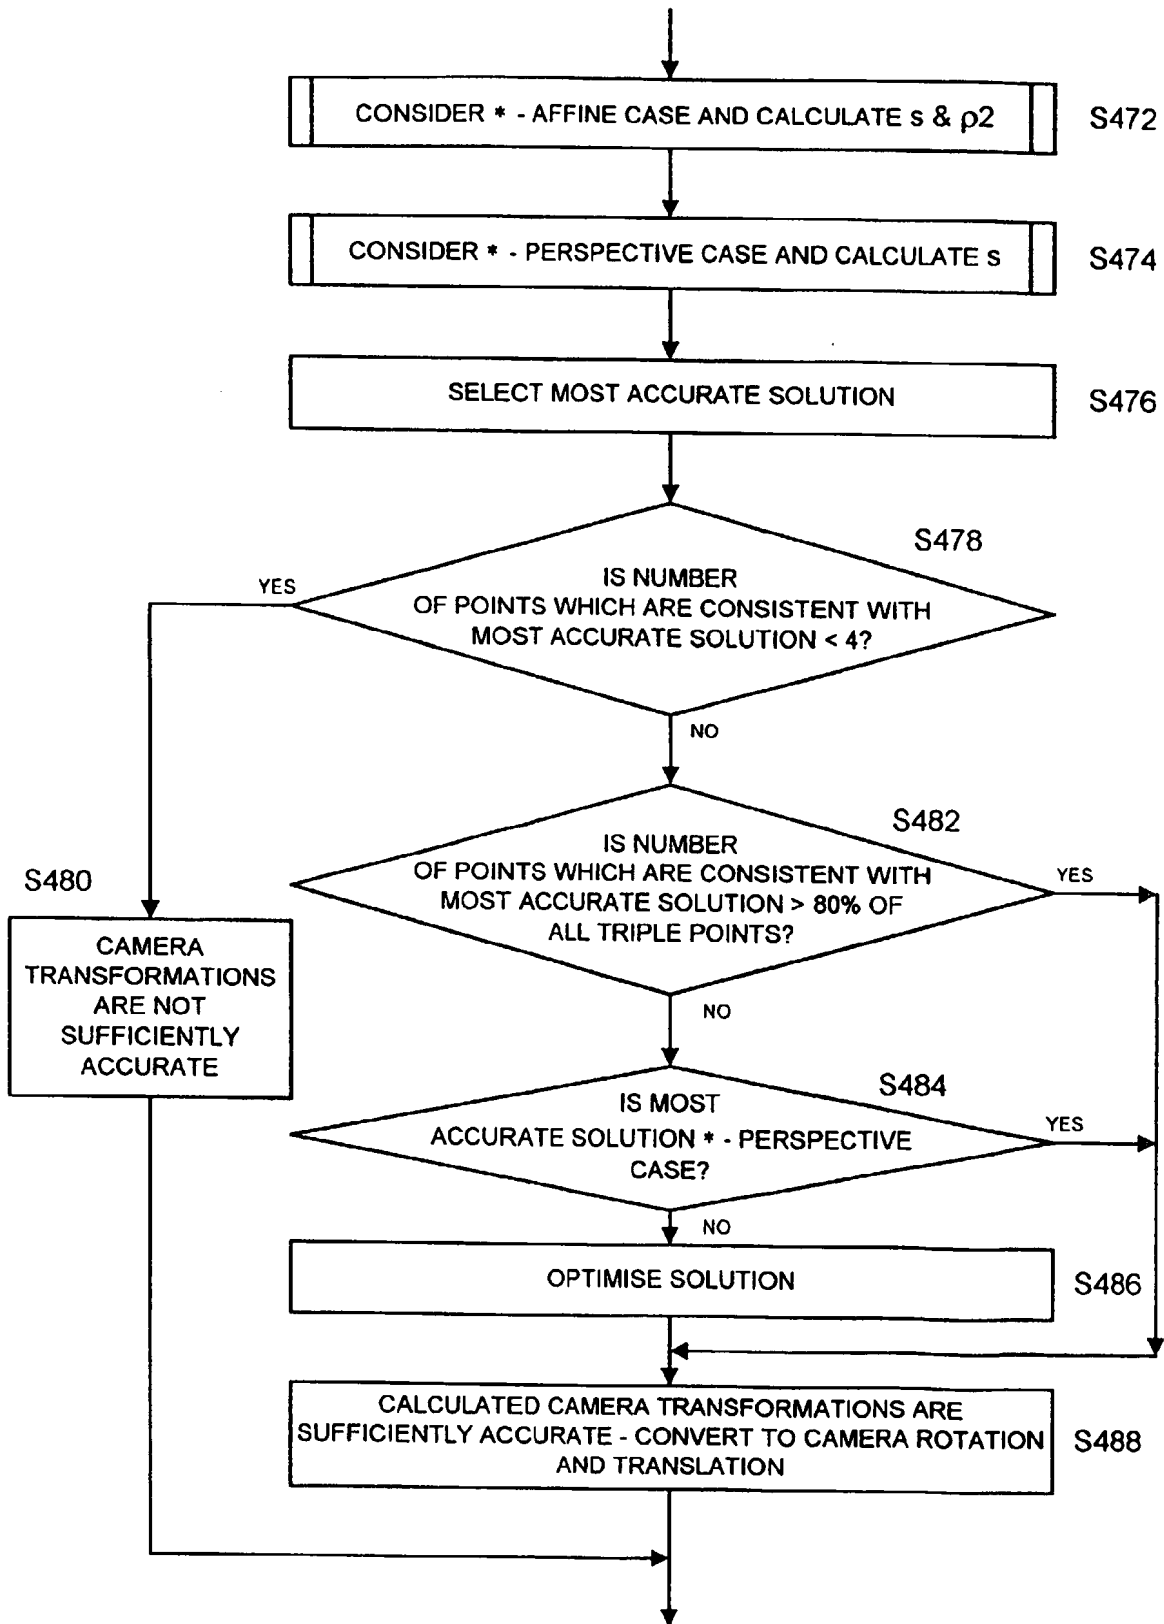 CONSIDER * - AFFINE CASE AND CALCULATE s & ρ2
S472
CONSIDER * - PERSPECTIVE CASE AND CALCULATE s
S474
SELECT MOST ACCURATE SOLUTION
S476
S478
IS NUMBER
OF POINTS WHICH ARE CONSISTENT WITH
MOST ACCURATE SOLUTION < 4?
YES
NO
S482
IS NUMBER
OF POINTS WHICH ARE CONSISTENT WITH
MOST ACCURATE SOLUTION > 80% OF
ALL TRIPLE POINTS?
YES
NO
S480
CAMERA
TRANSFORMATIONS
ARE NOT
SUFFICIENTLY
ACCURATE
S484
IS MOST
ACCURATE SOLUTION * - PERSPECTIVE
CASE?
YES
NO
OPTIMISE SOLUTION
S486
CALCULATED CAMERA TRANSFORMATIONS ARE
SUFFICIENTLY ACCURATE - CONVERT TO CAMERA ROTATION
AND TRANSLATION
S488